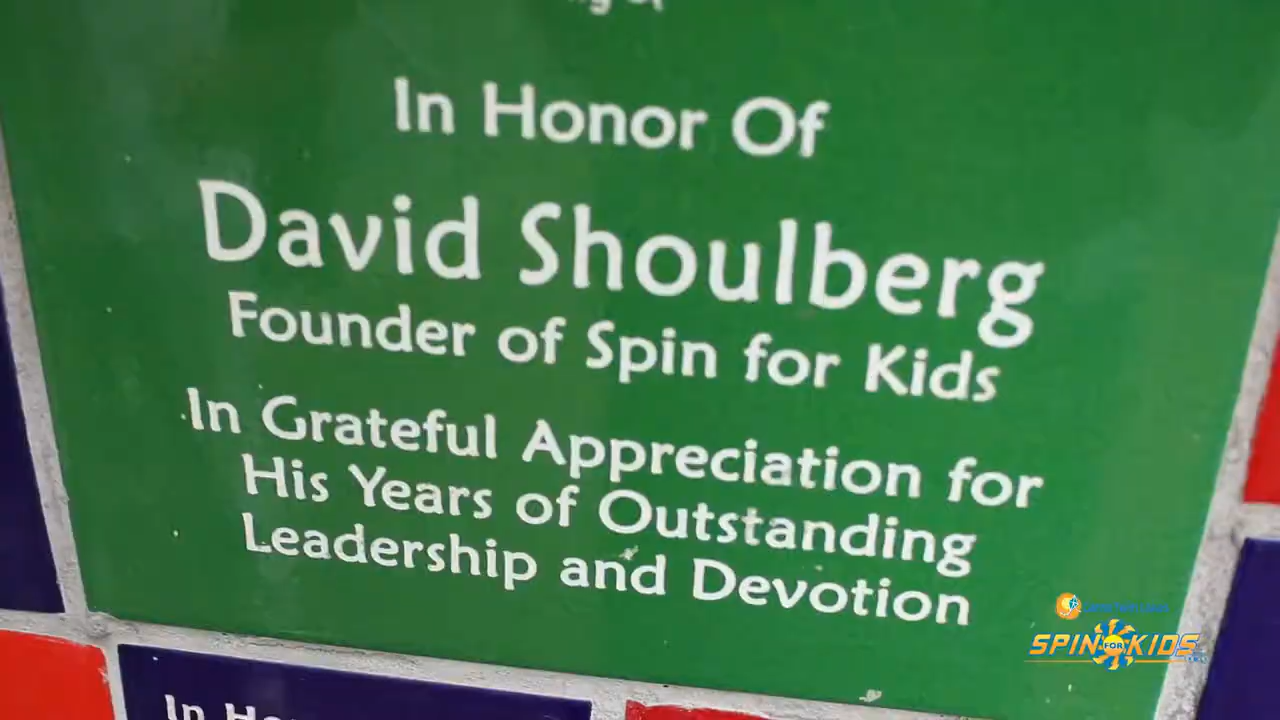 In Honor Of
David Shoulberg
Founder of Spin for Kids
In Grateful Appreciation for
His Years of Outstanding
Leadership and Devotion
SPIN FOR KIDS
In